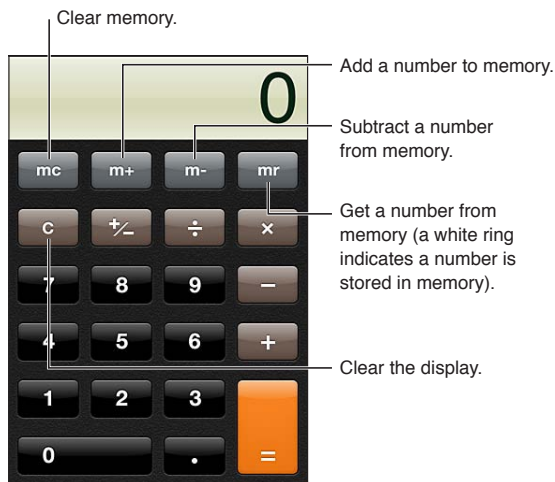 Clear memory.
Add a number to memory.
0
Subtract a number
from memory.
mc m+ m- mr
Get a number from
memory (a white ring
indicates a number is
stored in memory).
C +/− ÷ ×
7 8 9 −
4 5 6 +
Clear the display.
1 2 3
0 . =